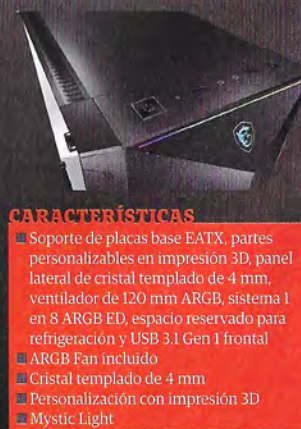 CARACTERÍSTICAS
Soporte de placas base EATX, partes
personalizables en impresión 3D, panel
lateral de cristal templado de 4 mm,
ventilador de 120 mm ARGB, sistema 1
en 8 ARGB ED, espacio reservado para
refrigeración y USB 3.1 Gen 1 frontal
ARGB Fan incluido
Cristal templado de 4 mm
Personalización con impresión 3D
Mystic Light